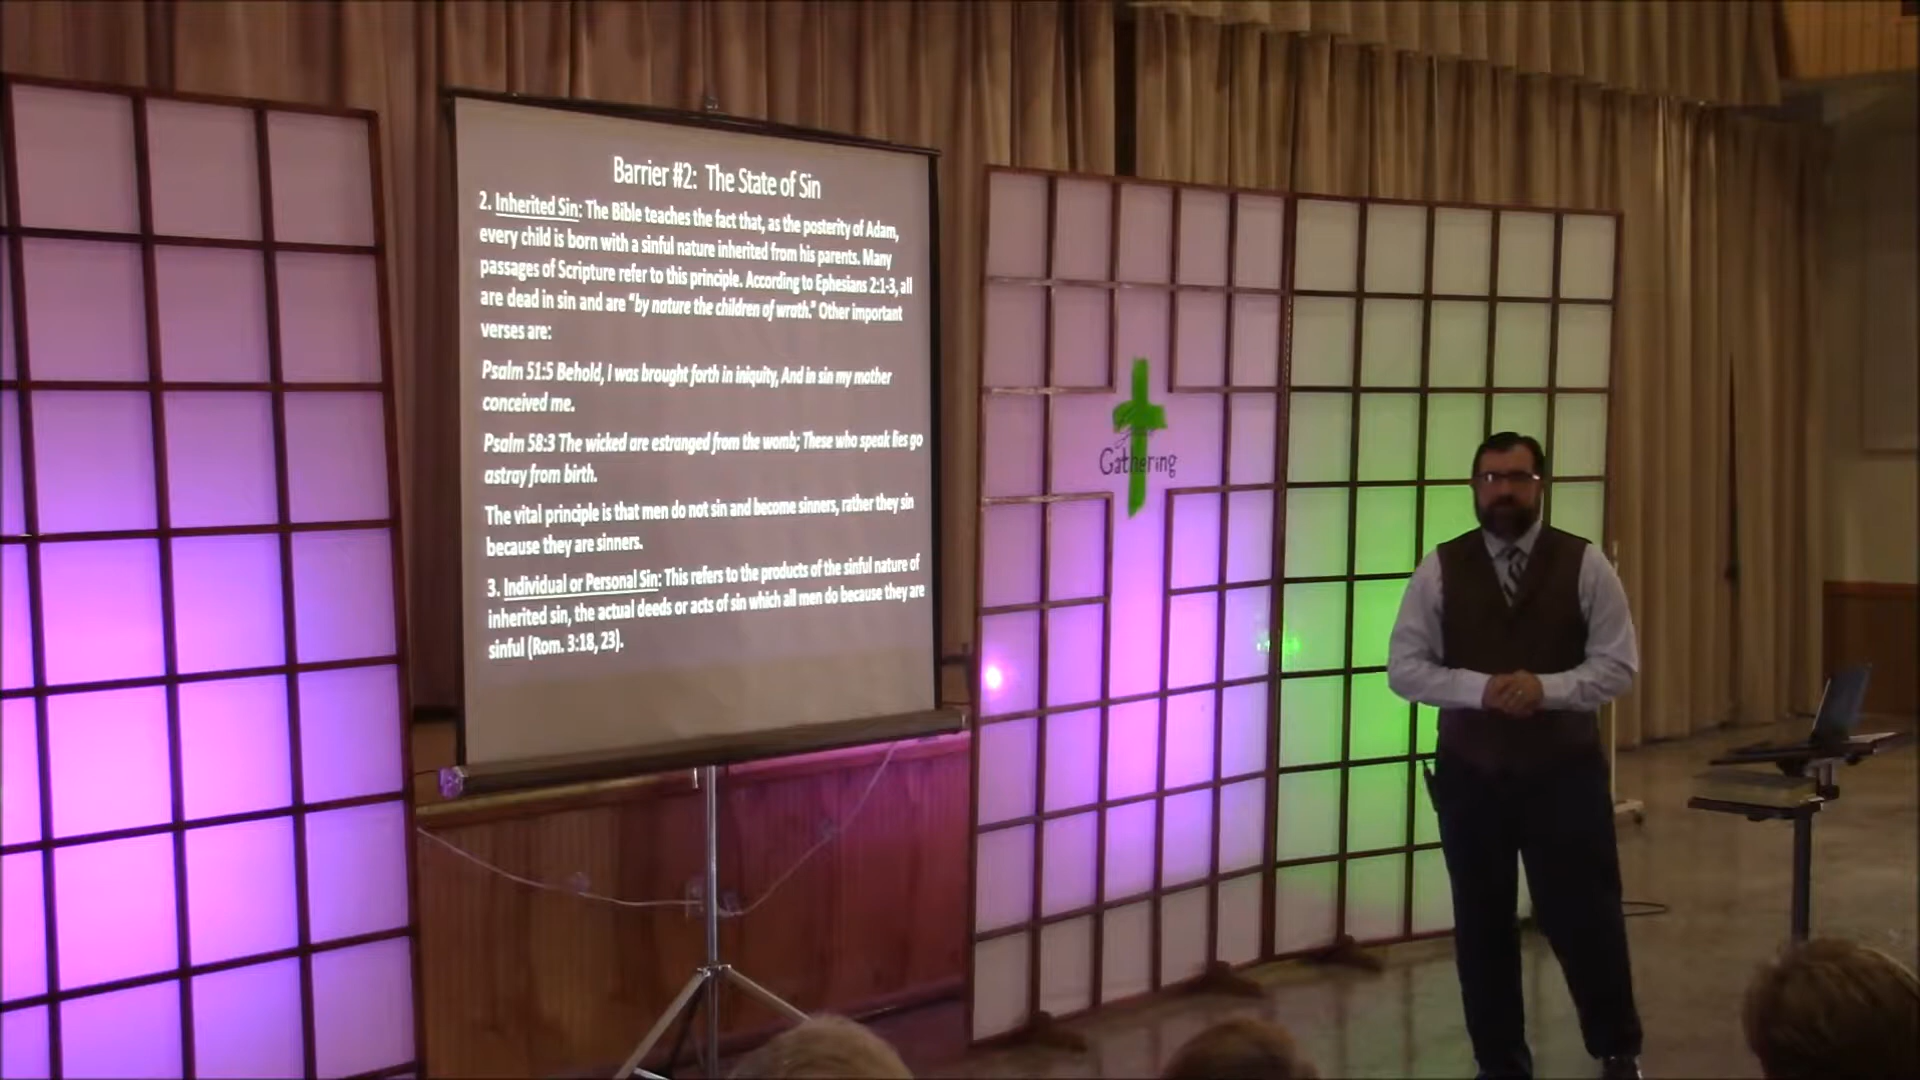 Barrier #2: The State of Sin
2. Inherited Sin: The Bible teaches the fact that, as the posterity of Adam,
every child is born with a sinful nature inherited from his parents. Many
passages of Scripture refer to this principle. According to Ephesians 2:1-3, all
are dead in sin and are "by nature the children of wrath." Other important
verses are:
Psalm 51:5 Behold, I was brought forth in iniquity, And in sin my mother
conceived me.
Psalm 58:3 The wicked are estranged from the womb; These who speak lies go
astray from birth.
The vital principle is that men do not sin and become sinners, rather they sin
because they are sinners.
3. Individual or Personal Sin: This refers to the products of the sinful nature of
inherited sin, the actual deeds or acts of sin which all men do because they are
sinful (Rom. 3:18, 23).
Gathering